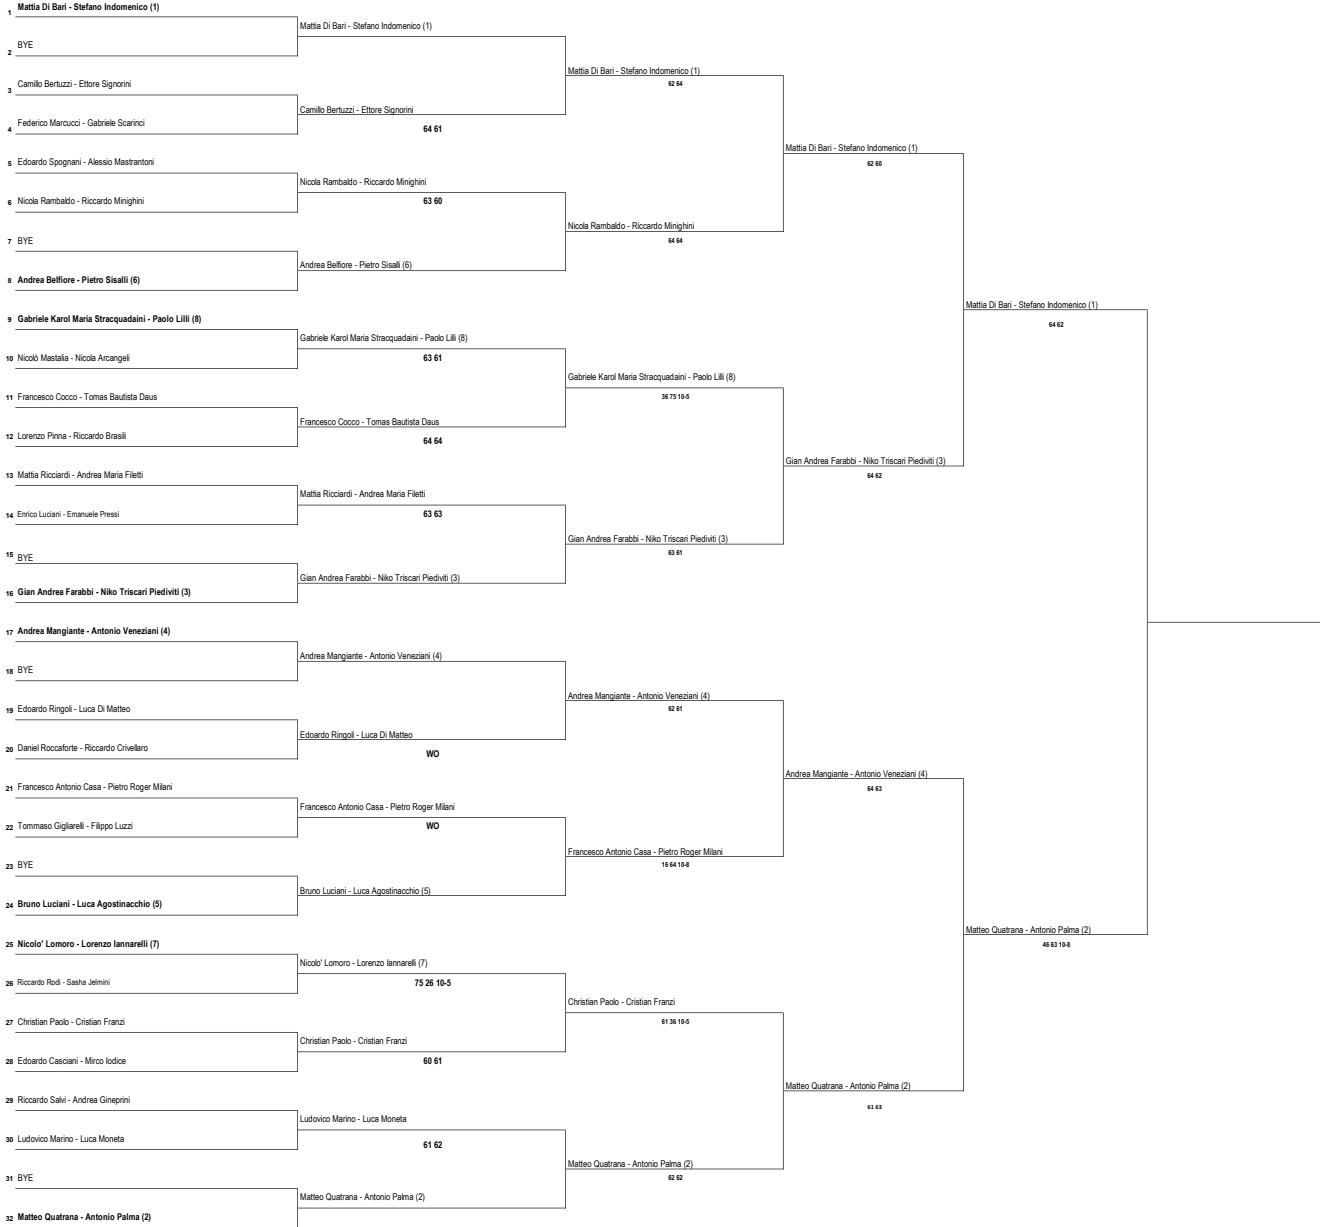 1 Mattia Di Bari - Stefano Indomenico (1)
Mattia Di Bari - Stefano Indomenico (1)
2 BYE
Mattia Di Bari - Stefano Indomenico (1)
62 64
3 Camillo Bertuzzi - Ettore Signorini
Camillo Bertuzzi - Ettore Signorini
64 61
4 Federico Marcucci - Gabriele Scarinci
Mattia Di Bari - Stefano Indomenico (1)
62 60
5 Edoardo Spognani - Alessio Mastrantoni
Nicola Rambaldo - Riccardo Minighini
63 60
6 Nicola Rambaldo - Riccardo Minighini
Nicola Rambaldo - Riccardo Minighini
64 64
7 BYE
Andrea Belfiore - Pietro Sisalli (6)
8 Andrea Belfiore - Pietro Sisalli (6)
Mattia Di Bari - Stefano Indomenico (1)
64 62
9 Gabriele Karol Maria Stracquadaini - Paolo Lilli (8)
Gabriele Karol Maria Stracquadaini - Paolo Lilli (8)
63 61
10 Nicolò Mastalia - Nicola Arcangeli
Gabriele Karol Maria Stracquadaini - Paolo Lilli (8)
36 75 10-5
11 Francesco Cocco - Tomas Bautista Daus
Francesco Cocco - Tomas Bautista Daus
64 64
12 Lorenzo Pinna - Riccardo Brasili
Gian Andrea Farabbi - Niko Triscari Piediviti (3)
64 62
13 Mattia Ricciardi - Andrea Maria Filetti
Mattia Ricciardi - Andrea Maria Filetti
63 63
14 Enrico Luciani - Emanuele Pressi
Gian Andrea Farabbi - Niko Triscari Piediviti (3)
63 61
15 BYE
Gian Andrea Farabbi - Niko Triscari Piediviti (3)
16 Gian Andrea Farabbi - Niko Triscari Piediviti (3)
17 Andrea Mangiante - Antonio Veneziani (4)
Andrea Mangiante - Antonio Veneziani (4)
18 BYE
Andrea Mangiante - Antonio Veneziani (4)
62 61
19 Edoardo Ringoli - Luca Di Matteo
Edoardo Ringoli - Luca Di Matteo
WO
20 Daniel Roccaforte - Riccardo Crivellaro
Andrea Mangiante - Antonio Veneziani (4)
64 63
21 Francesco Antonio Casa - Pietro Roger Milani
Francesco Antonio Casa - Pietro Roger Milani
WO
22 Tommaso Gigliarelli - Filippo Luzzi
Francesco Antonio Casa - Pietro Roger Milani
16 64 10-8
23 BYE
Bruno Luciani - Luca Agostinacchio (5)
24 Bruno Luciani - Luca Agostinacchio (5)
Matteo Quatrana - Antonio Palma (2)
46 63 10-8
25 Nicolo' Lomoro - Lorenzo Iannarelli (7)
Nicolo' Lomoro - Lorenzo Iannarelli (7)
75 26 10-5
26 Riccardo Rodi - Sasha Jelmini
Christian Paolo - Cristian Franzi
61 36 10-5
27 Christian Paolo - Cristian Franzi
Christian Paolo - Cristian Franzi
60 61
28 Edoardo Casciani - Mirco Iodice
Matteo Quatrana - Antonio Palma (2)
61 63
29 Riccardo Salvi - Andrea Gineprini
Ludovico Marino - Luca Moneta
61 62
30 Ludovico Marino - Luca Moneta
Matteo Quatrana - Antonio Palma (2)
62 62
31 BYE
Matteo Quatrana - Antonio Palma (2)
32 Matteo Quatrana - Antonio Palma (2)